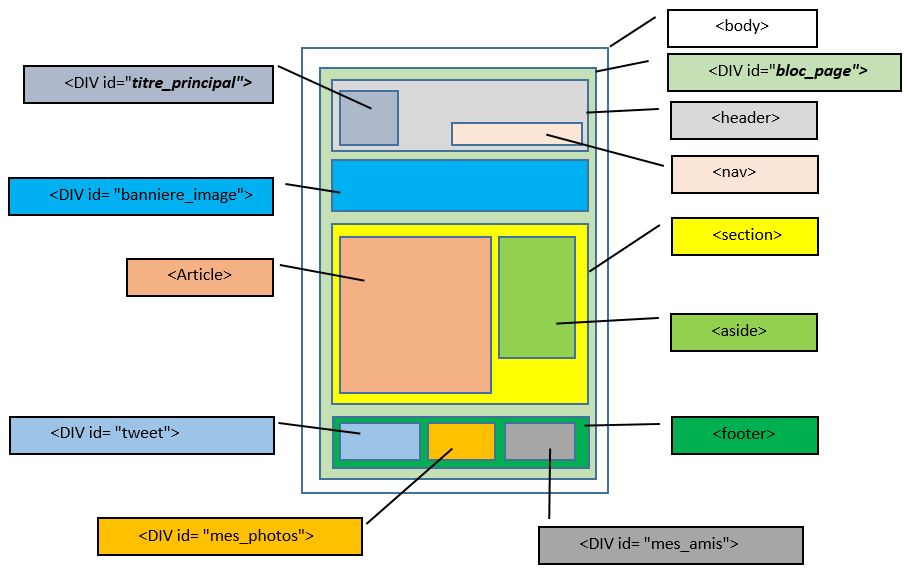 <body>
<DIV id="bloc_page">
<DIV id="titre_principal">
<header>
<nav>
<DIV id= "banniere_image">
<section>
<Article>
<aside>
<DIV id= "tweet">
<footer>
<DIV id= "mes_photos">
<DIV id= "mes_amis">